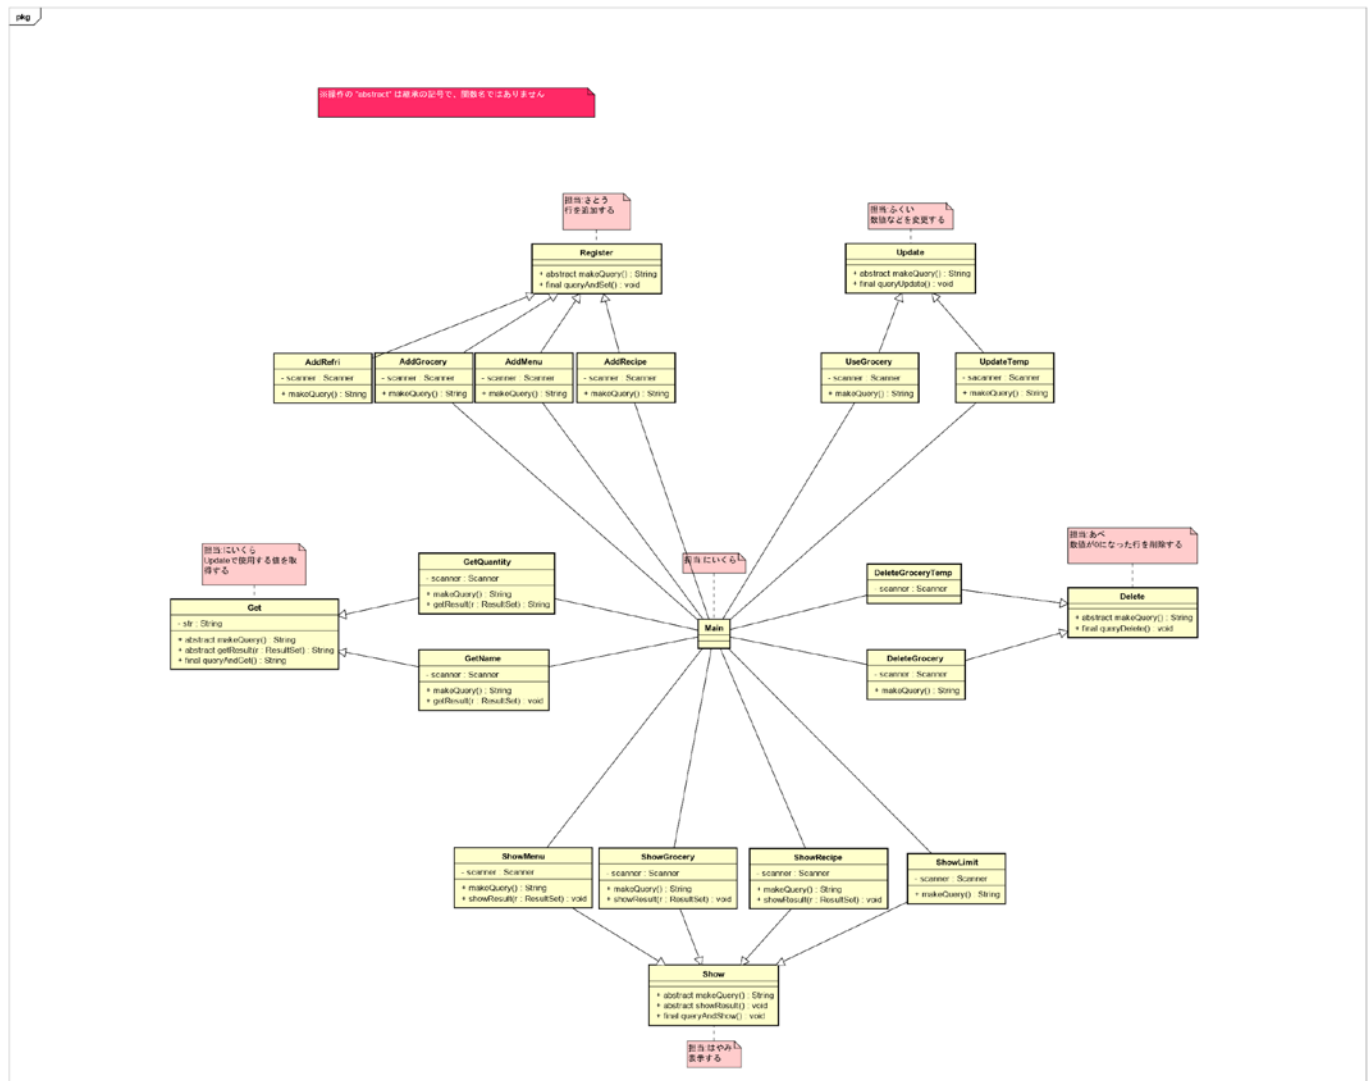 pkg
※操作の "abstract" は継承の記号で、関数名ではありません
担当:さとう
行を追加する
Register
+ abstract makeQuery() : String
+ final queryAndSet() : void
担当:ふくい
数値などを変更する
Update
+ abstract makeQuery() : String
+ final queryUpdate() : void
AddRefri
- scanner : Scanner
+ makeQuery() : String
AddGrocery
- scanner : Scanner
+ makeQuery() : String
AddMenu
- scanner : Scanner
+ makeQuery() : String
AddRecipe
- scanner : Scanner
+ makeQuery() : String
UseGrocery
- scanner : Scanner
+ makeQuery() : String
UpdateTemp
- sacanner : Scanner
+ makeQuery() : String
担当:にいくら
Updateで使用する値を取
得する
Get
- str : String
+ abstract makeQuery() : String
+ abstract getResult(r : ResultSet) : String
+ final queryAndGet() : String
GetQuantity
- scanner : Scanner
+ makeQuery() : String
+ getResult(r : ResultSet) : String
GetName
- scanner : Scanner
+ makeQuery() : String
+ getResult(r : ResultSet) : void
担当:にいくら
Main
DeleteGroceryTemp
- scanner : Scanner
DeleteGrocery
- scanner : Scanner
+ makeQuery() : String
担当:あべ
数値が0になった行を削除する
Delete
+ abstract makeQuery() : String
+ final queryDelete() : void
ShowMenu
- scanner : Scanner
+ makeQuery() : String
+ showResult(r : ResultSet) : void
ShowGrocery
- scanner : Scanner
+ makeQuery() : String
+ showResult(r : ResultSet) : void
ShowRecipe
- scanner : Scanner
+ makeQuery() : String
+ showResult(r : ResultSet) : void
ShowLimit
- scanner : Scanner
+ makeQuery() : String
Show
+ abstract makeQuery() : String
+ abstract showResult() : void
+ final queryAndShow() : void
担当:はやみ
表示する